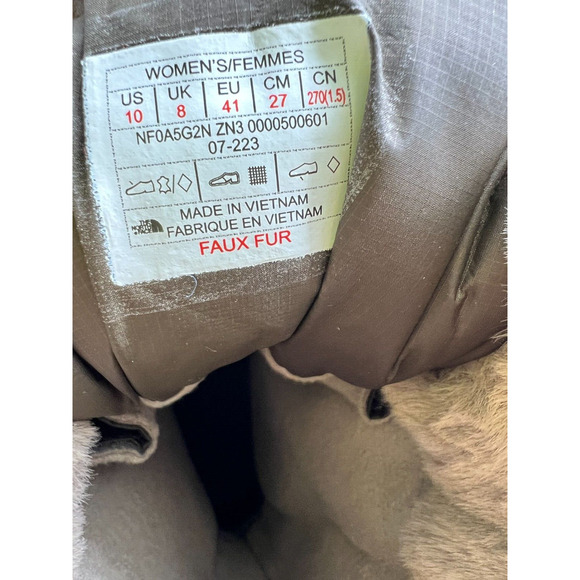 WOMEN'S/FEMMES
US UK EU CM CN
10 8 41 27 270(1.5)
NF0A5G2N ZN3 0000500601
07-223
MADE IN VIETNAM
FABRIQUE EN VIETNAM
FAUX FUR